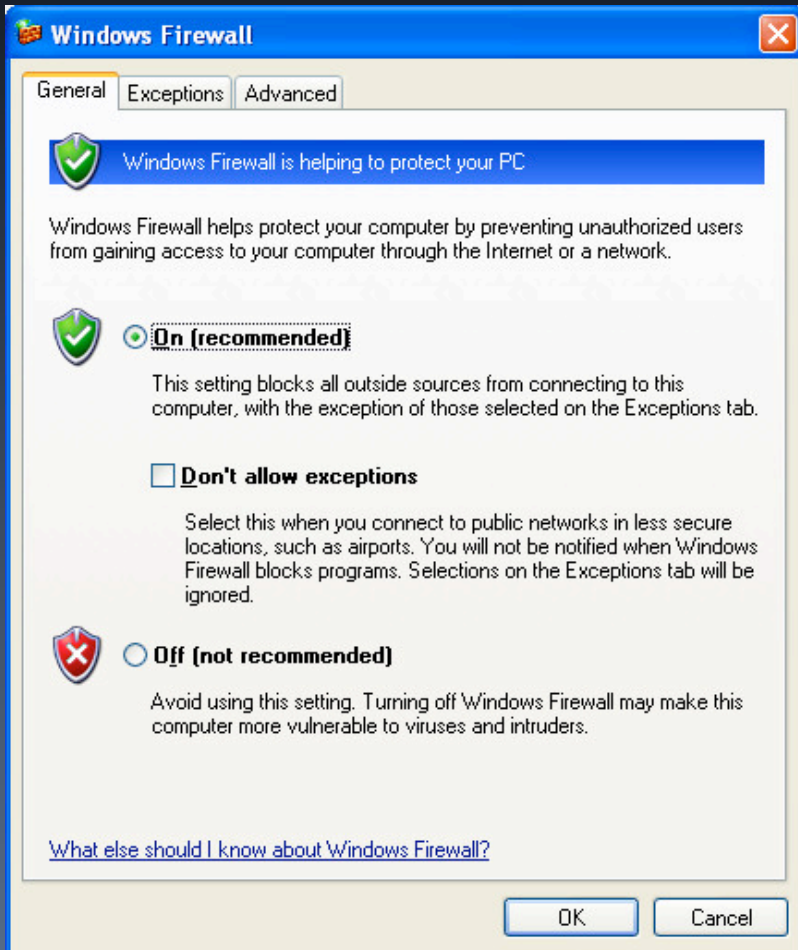 Windows Firewall
General
Exceptions
Advanced
Windows Firewall is helping to protect your PC
Windows Firewall helps protect your computer by preventing unauthorized users
from gaining access to your computer through the Internet or a network.
On (recommended)
This setting blocks all outside sources from connecting to this
computer, with the exception of those selected on the Exceptions tab.
Don't allow exceptions
Select this when you connect to public networks in less secure
locations, such as airports. You will not be notified when Windows
Firewall blocks programs. Selections on the Exceptions tab will be
ignored.
Off (not recommended)
Avoid using this setting. Turning off Windows Firewall may make this
computer more vulnerable to viruses and intruders.
What else should I know about Windows Firewall?
OK
Cancel